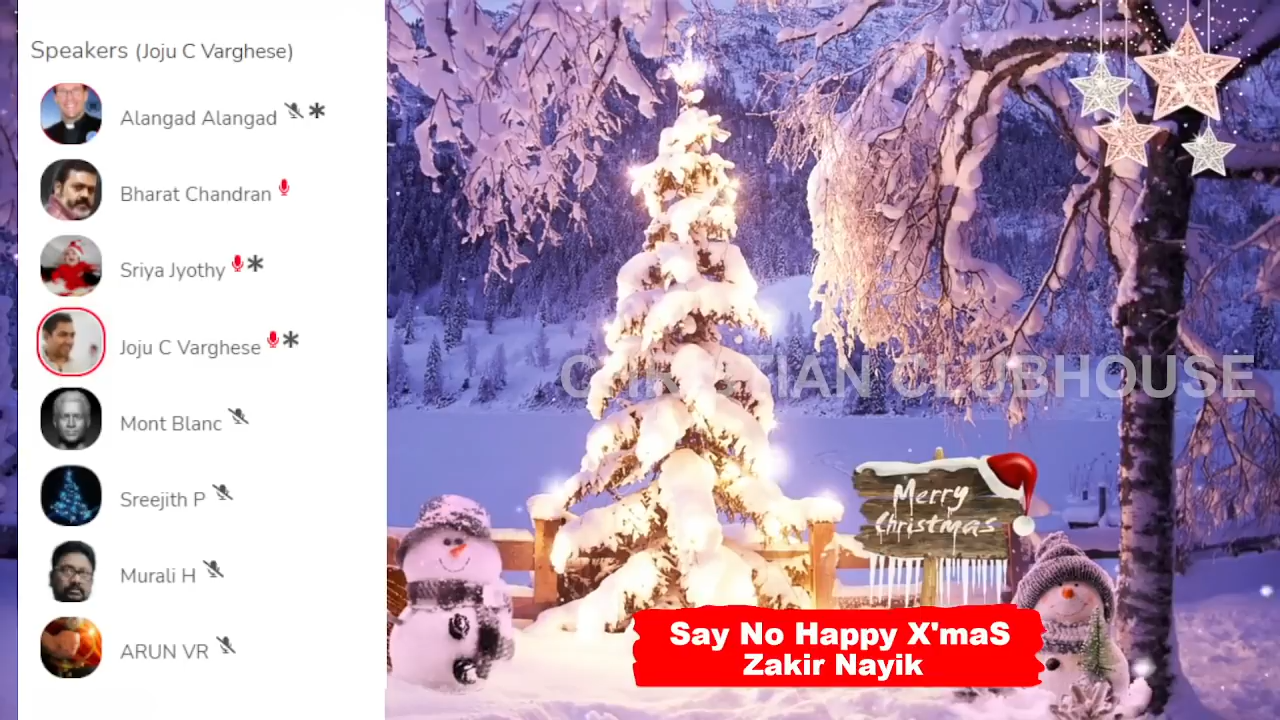 Speakers (Joju C Varghese)
Alangad Alangad
Bharat Chandran
Sriya Jyothy
Joju C Varghese
Mont Blanc
Sreejith P
Murali H
ARUN VR
CHRISTIAN CLUBHOUSE
Merry
Christmas
Say No Happy X'maS
Zakir Nayik